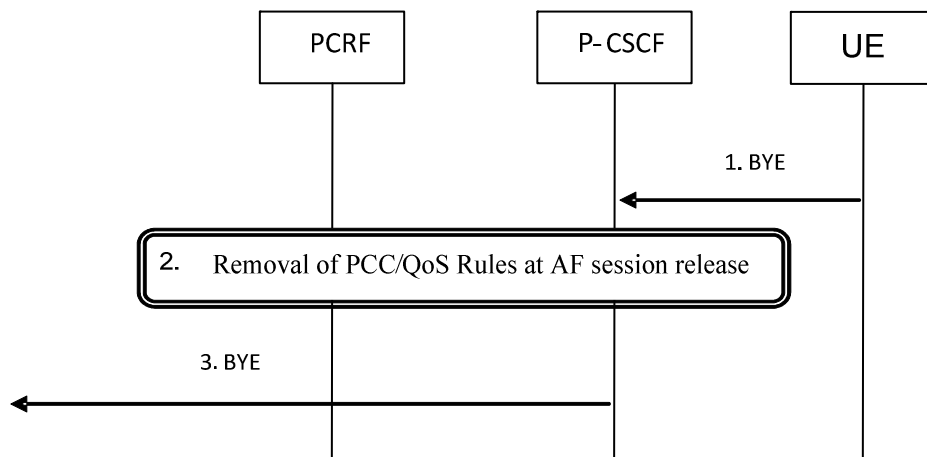 PCRF
P-CSCF
UE
1. BYE
2. Removal of PCC/QoS Rules at AF session release
3. BYE